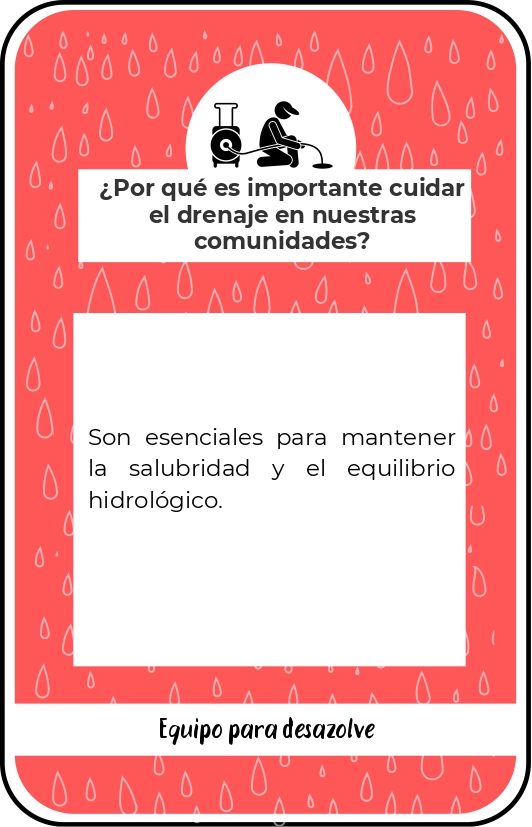 ¿Por qué es importante cuidar
el drenaje en nuestras
comunidades?
Son esenciales para mantener
la salubridad y el equilibrio
hidrológico.
Equipo para desazolve